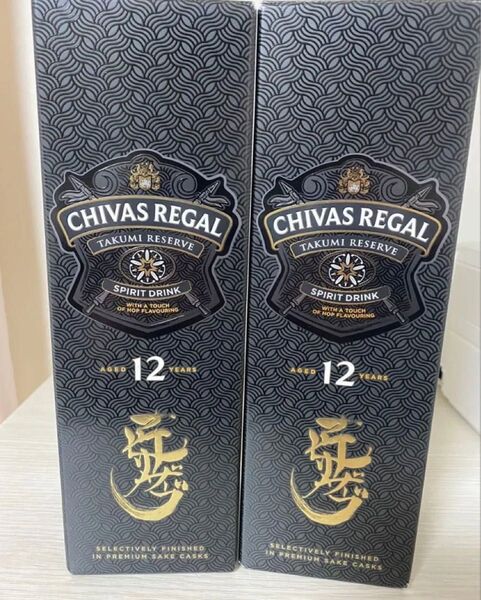 CHIVAS REGAL
TAKUMI RESERVE
SPIRIT DRINK
WITH A TOUCH
OF HOP FLAVOURING
AGED 12 YEARS
SELECTIVELY FINISHED
IN PREMIUM SAKE CASKS
CHIVAS REGAL
TAKUMI RESERVE
SPIRIT DRINK
WITH A TOUCH
OF HOP FLAVOURING
AGED 12 YEARS
SELECTIVELY FINISHED
IN PREMIUM SAKE CASKS